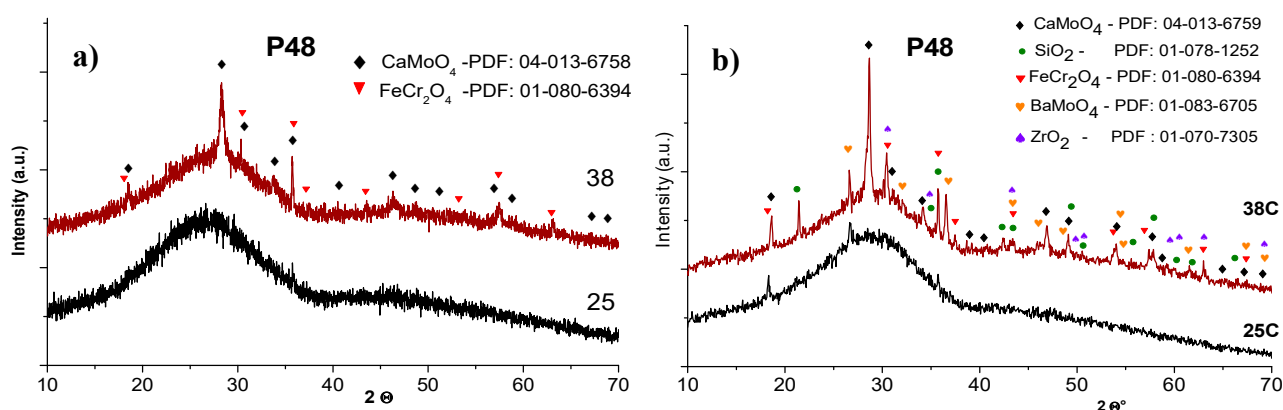 a)
P48
CaMoO₄ -PDF: 04-013-6758
FeCr₂O₄ -PDF: 01-080-6394
38
25
Intensity (a.u.)
10 20 30 40 50 60 70
2 Θ
b)
P48
CaMoO₄ - PDF: 04-013-6759
SiO₂ - PDF: 01-078-1252
FeCr₂O₄ - PDF: 01-080-6394
BaMoO₄ - PDF: 01-083-6705
ZrO₂ - PDF: 01-070-7305
38C
25C
Intensity (a.u.)
10 20 30 40 50 60 70
2 Θ°